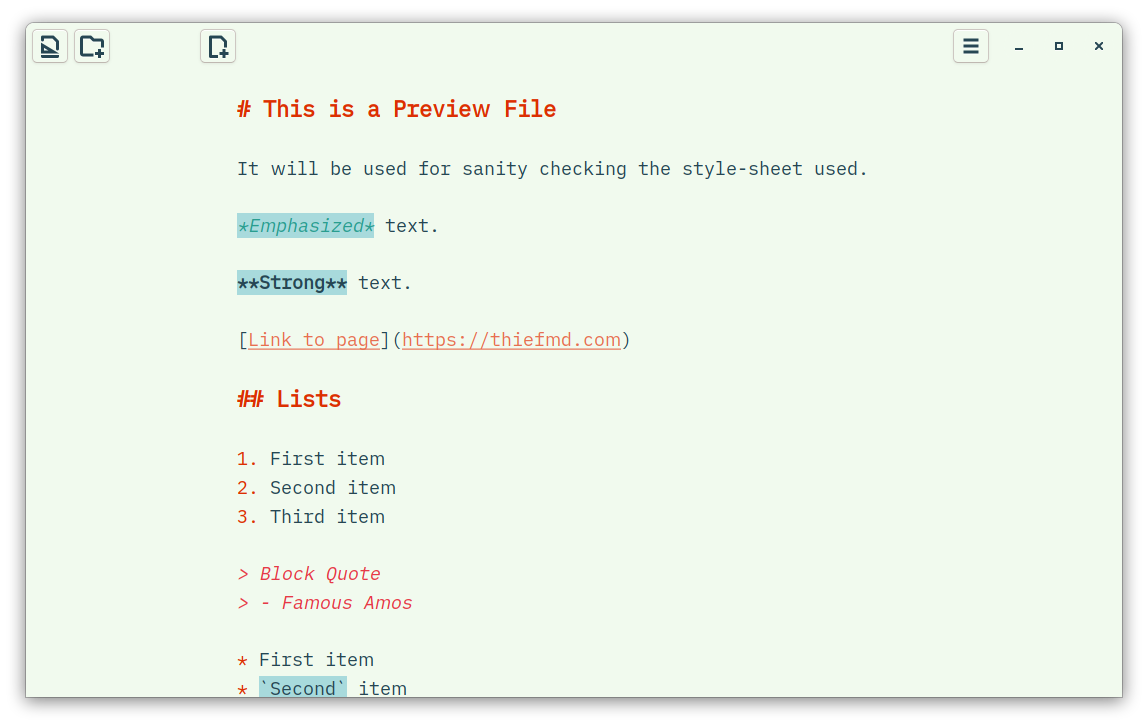 # This is a Preview File
It will be used for sanity checking the style-sheet used.
*Emphasized* text.
**Strong** text.
[Link to page](https://thiefmd.com)
## Lists
1. First item
2. Second item
3. Third item
> Block Quote
> - Famous Amos
* First item
* `Second` item